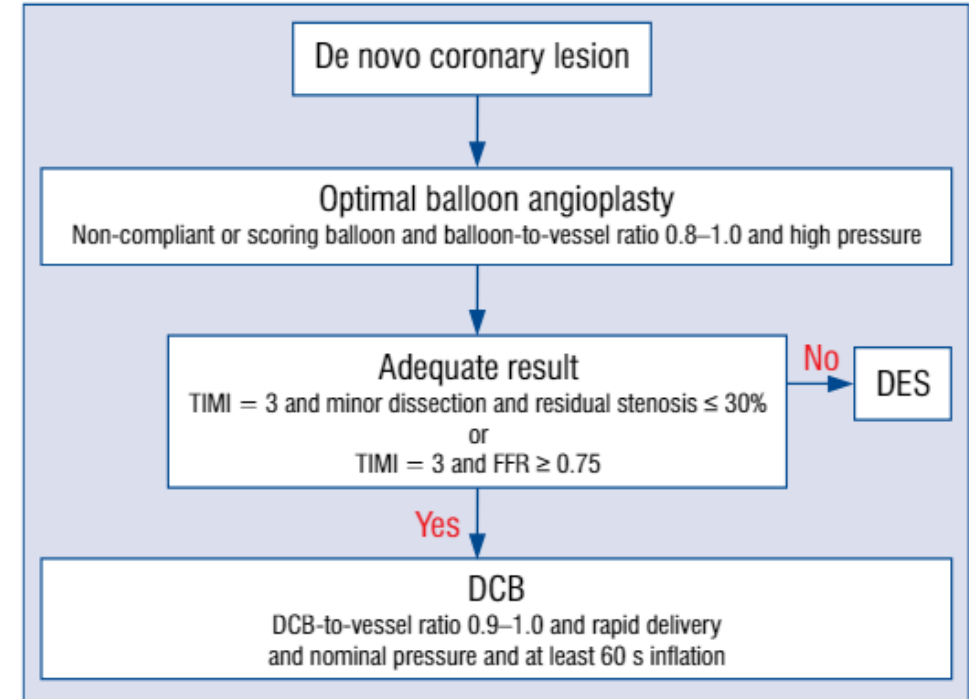 De novo coronary lesion
Optimal balloon angioplasty
Non-compliant or scoring balloon and balloon-to-vessel ratio 0.8–1.0 and high pressure
Adequate result
TIMI = 3 and minor dissection and residual stenosis ≤ 30%
or
TIMI = 3 and FFR ≥ 0.75
No
DES
Yes
DCB
DCB-to-vessel ratio 0.9–1.0 and rapid delivery
and nominal pressure and at least 60 s inflation